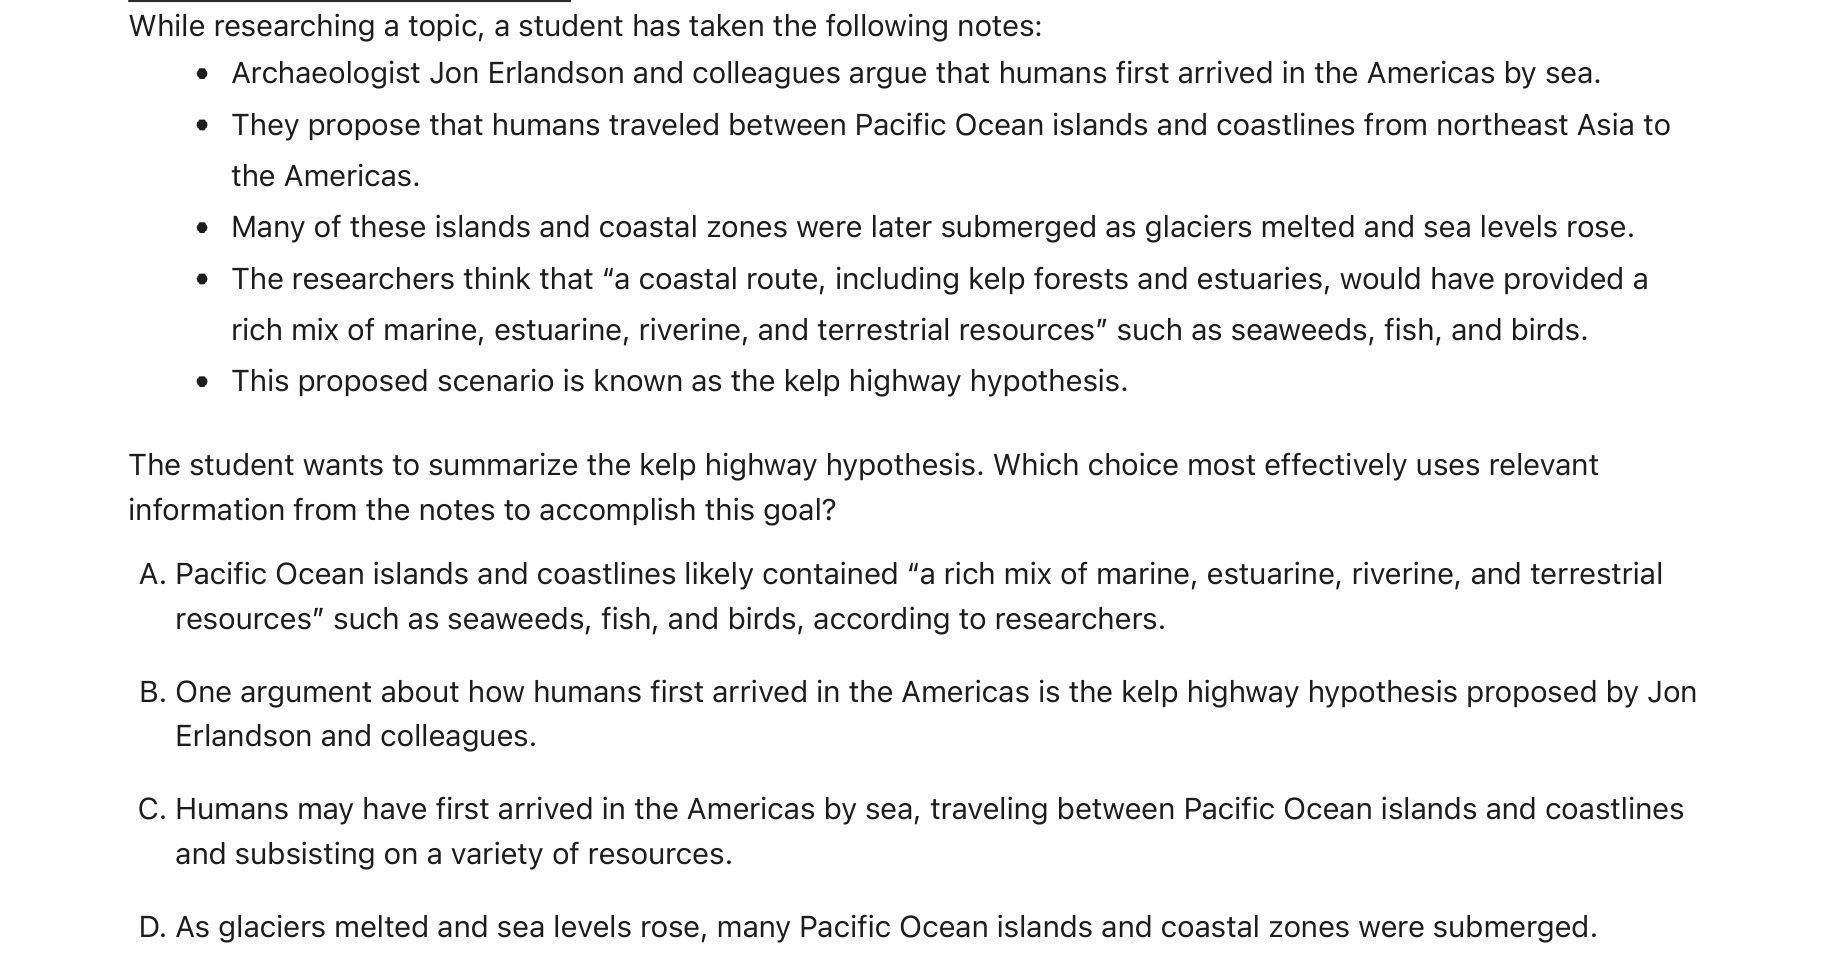 While researching a topic, a student has taken the following notes:
• Archaeologist Jon Erlandson and colleagues argue that humans first arrived in the Americas by sea.
• They propose that humans traveled between Pacific Ocean islands and coastlines from northeast Asia to
the Americas.
• Many of these islands and coastal zones were later submerged as glaciers melted and sea levels rose.
• The researchers think that “a coastal route, including kelp forests and estuaries, would have provided a
rich mix of marine, estuarine, riverine, and terrestrial resources” such as seaweeds, fish, and birds.
• This proposed scenario is known as the kelp highway hypothesis.
The student wants to summarize the kelp highway hypothesis. Which choice most effectively uses relevant
information from the notes to accomplish this goal?
A. Pacific Ocean islands and coastlines likely contained “a rich mix of marine, estuarine, riverine, and terrestrial
resources” such as seaweeds, fish, and birds, according to researchers.
B. One argument about how humans first arrived in the Americas is the kelp highway hypothesis proposed by Jon
Erlandson and colleagues.
C. Humans may have first arrived in the Americas by sea, traveling between Pacific Ocean islands and coastlines
and subsisting on a variety of resources.
D. As glaciers melted and sea levels rose, many Pacific Ocean islands and coastal zones were submerged.